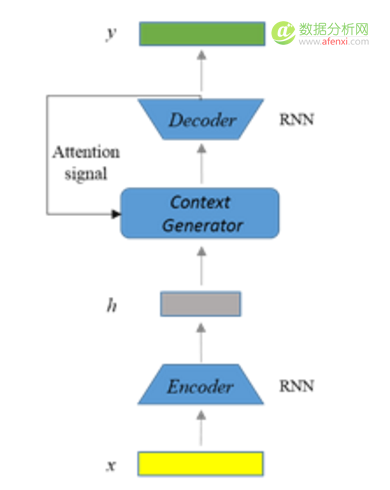 y
数据分析网
www.afenxi.com
Decoder
RNN
Attention
signal
Context
Generator
h
Encoder
RNN
x